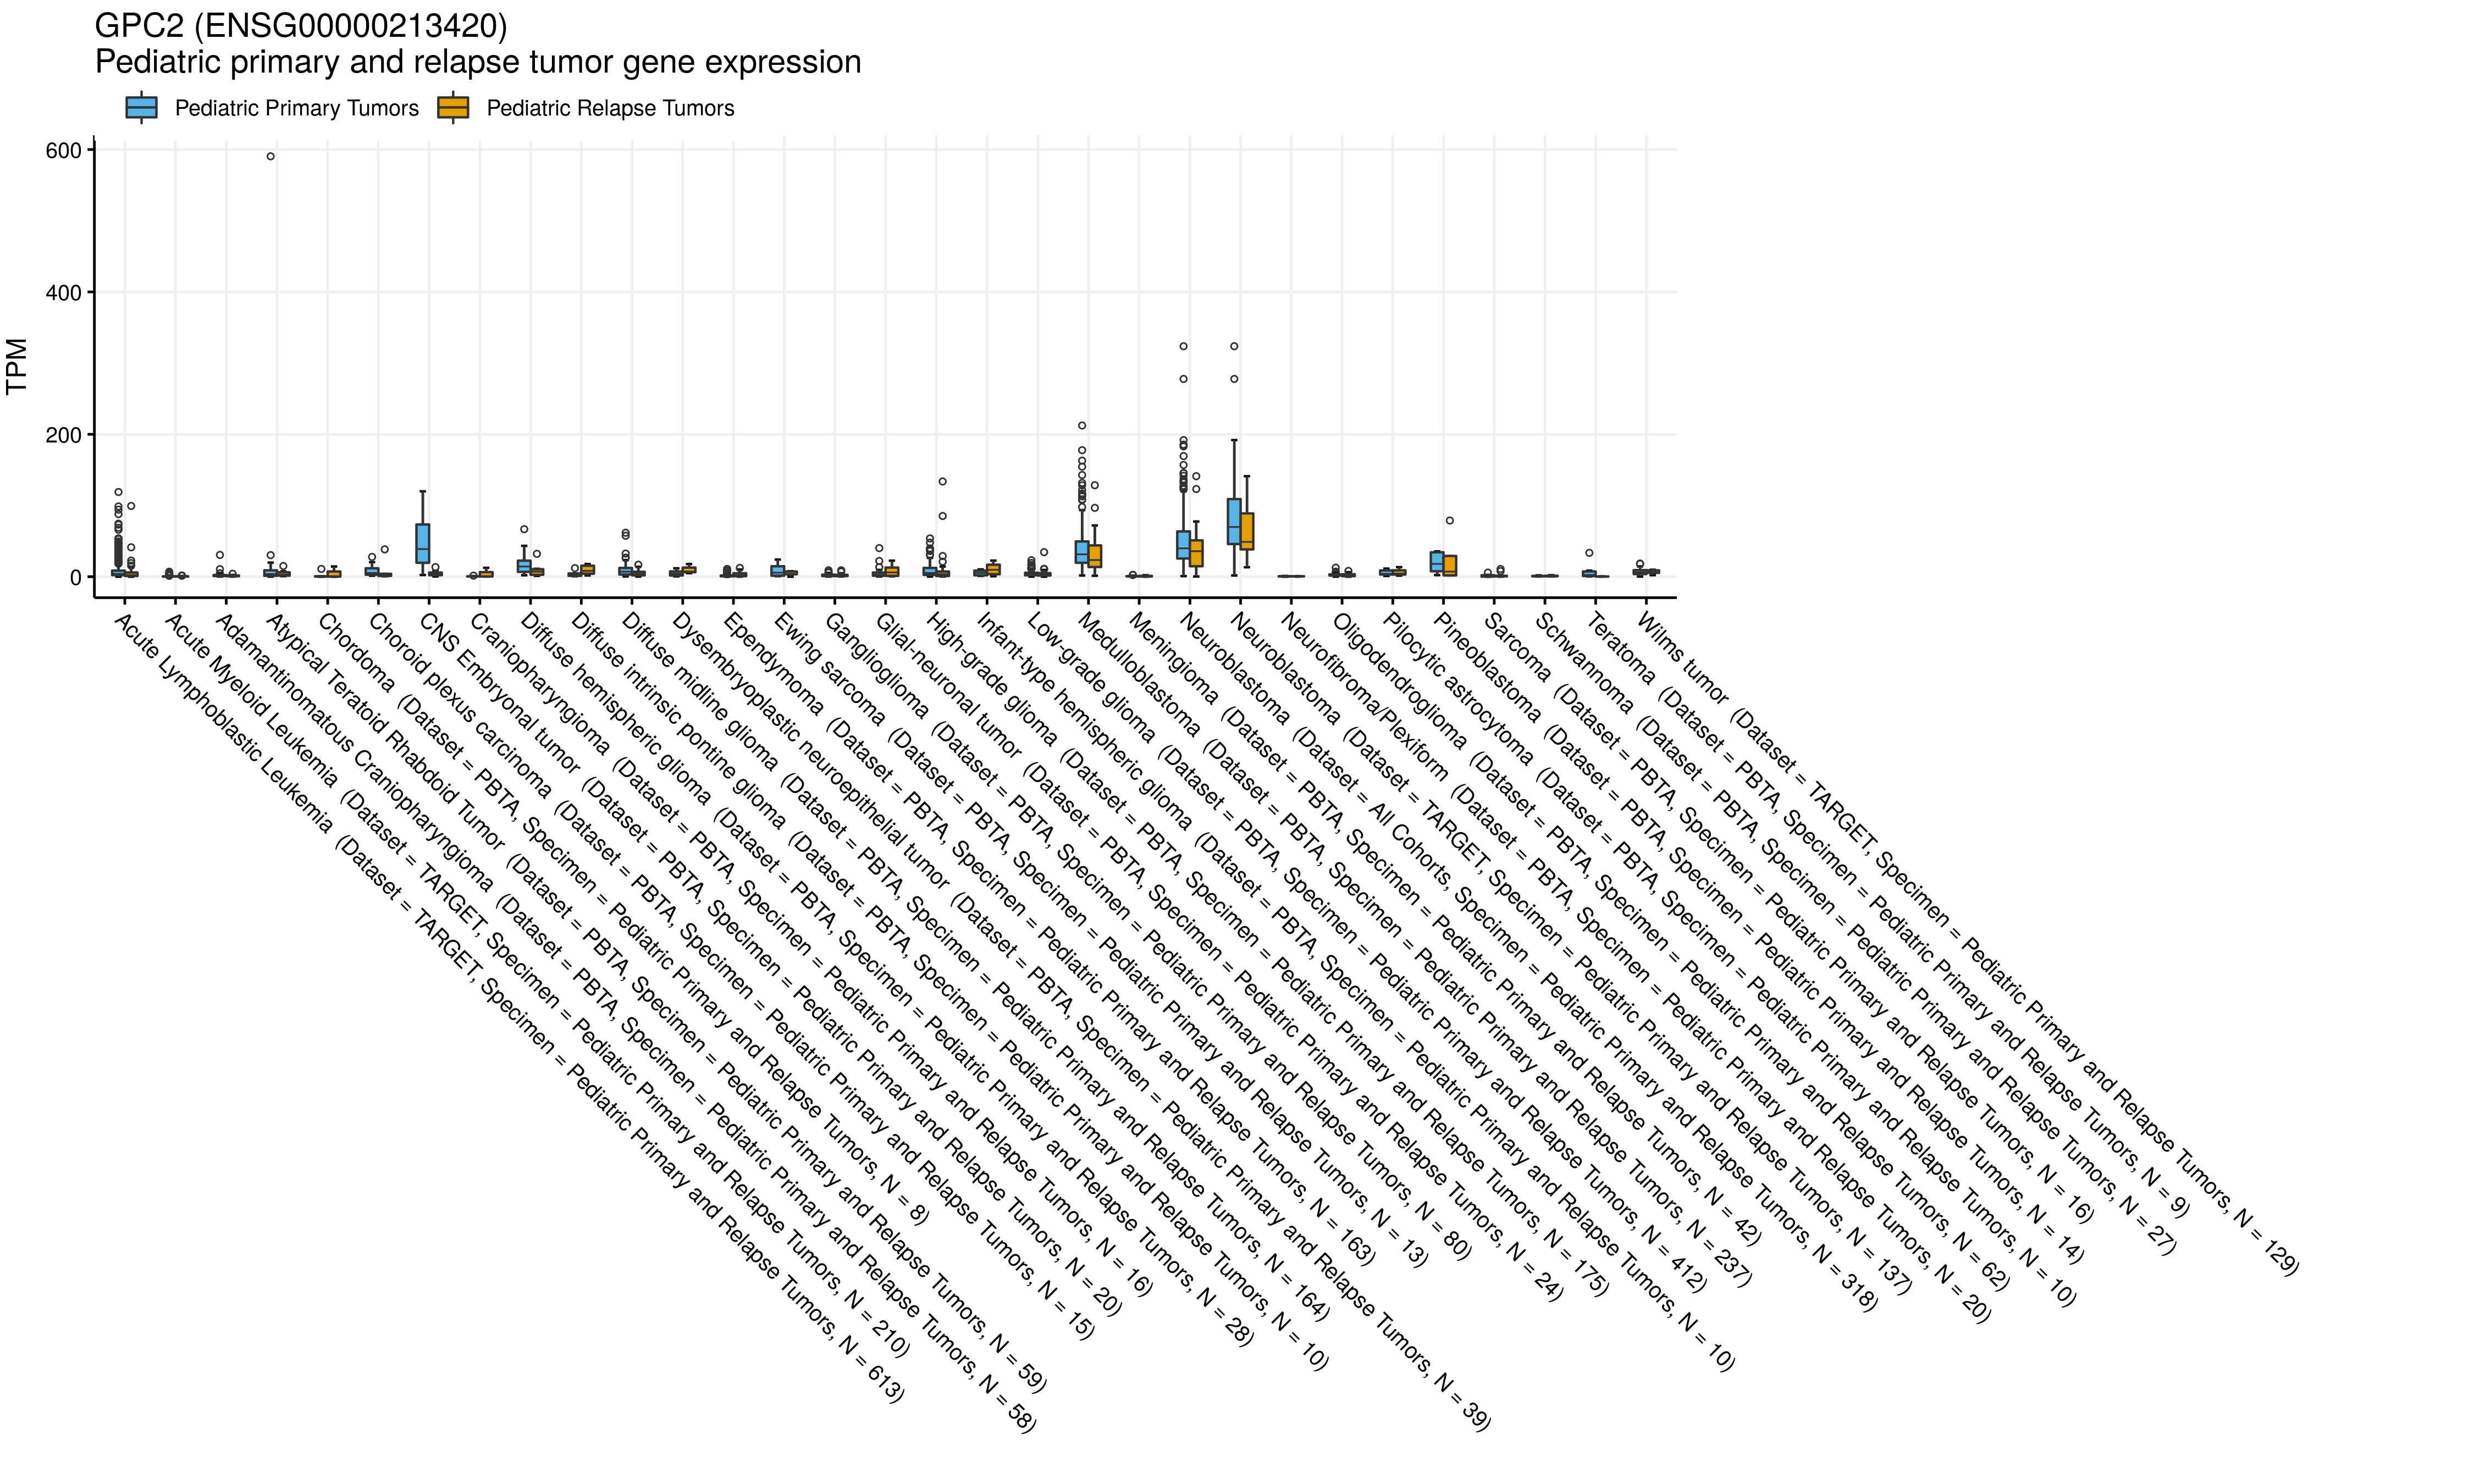 GPC2 (ENSG00000213420)
Pediatric primary and relapse tumor gene expression
Pediatric Primary Tumors
Pediatric Relapse Tumors
600
400
200
0
TPM
Acute Lymphoblastic Leukemia (Dataset = TARGET, Specimen = Pediatric Primary and Relapse Tumors, N = 613)
Acute Myeloid Leukemia (Dataset = TARGET, Specimen = Pediatric Primary and Relapse Tumors, N = 210)
Adamantinomatous Craniopharyngioma (Dataset = PBTA, Specimen = Pediatric Primary and Relapse Tumors, N = 58)
Atypical Teratoid Rhabdoid Tumor (Dataset = PBTA, Specimen = Pediatric Primary and Relapse Tumors, N = 59)
Chordoma (Dataset = PBTA, Specimen = Pediatric Primary and Relapse Tumors, N = 8)
Choroid plexus carcinoma (Dataset = PBTA, Specimen = Pediatric Primary and Relapse Tumors, N = 15)
CNS Embryonal tumor (Dataset = PBTA, Specimen = Pediatric Primary and Relapse Tumors, N = 20)
Craniopharyngioma (Dataset = PBTA, Specimen = Pediatric Primary and Relapse Tumors, N = 16)
Diffuse hemispheric glioma (Dataset = PBTA, Specimen = Pediatric Primary and Relapse Tumors, N = 28)
Diffuse intrinsic pontine glioma (Dataset = PBTA, Specimen = Pediatric Primary and Relapse Tumors, N = 10)
Diffuse midline glioma (Dataset = PBTA, Specimen = Pediatric Primary and Relapse Tumors, N = 164)
Dysembryoplastic neuroepithelial tumor (Dataset = PBTA, Specimen = Pediatric Primary and Relapse Tumors, N = 39)
Ependymoma (Dataset = PBTA, Specimen = Pediatric Primary and Relapse Tumors, N = 163)
Ewing sarcoma (Dataset = PBTA, Specimen = Pediatric Primary and Relapse Tumors, N = 13)
Ganglioglioma (Dataset = PBTA, Specimen = Pediatric Primary and Relapse Tumors, N = 80)
Glial-neuronal tumor (Dataset = PBTA, Specimen = Pediatric Primary and Relapse Tumors, N = 24)
High-grade glioma (Dataset = PBTA, Specimen = Pediatric Primary and Relapse Tumors, N = 175)
Infant-type hemispheric glioma (Dataset = PBTA, Specimen = Pediatric Primary and Relapse Tumors, N = 10)
Low-grade glioma (Dataset = PBTA, Specimen = Pediatric Primary and Relapse Tumors, N = 412)
Medulloblastoma (Dataset = PBTA, Specimen = Pediatric Primary and Relapse Tumors, N = 237)
Meningioma (Dataset = PBTA, Specimen = Pediatric Primary and Relapse Tumors, N = 42)
Neuroblastoma (Dataset = All Cohorts, Specimen = Pediatric Primary and Relapse Tumors, N = 318)
Neuroblastoma (Dataset = TARGET, Specimen = Pediatric Primary and Relapse Tumors, N = 137)
Neurofibroma/Plexiform (Dataset = PBTA, Specimen = Pediatric Primary and Relapse Tumors, N = 20)
Oligodendroglioma (Dataset = PBTA, Specimen = Pediatric Primary and Relapse Tumors, N = 62)
Pilocytic astrocytoma (Dataset = PBTA, Specimen = Pediatric Primary and Relapse Tumors, N = 10)
Pineoblastoma (Dataset = PBTA, Specimen = Pediatric Primary and Relapse Tumors, N = 14)
Sarcoma (Dataset = PBTA, Specimen = Pediatric Primary and Relapse Tumors, N = 16)
Schwannoma (Dataset = PBTA, Specimen = Pediatric Primary and Relapse Tumors, N = 27)
Teratoma (Dataset = PBTA, Specimen = Pediatric Primary and Relapse Tumors, N = 9)
Wilms tumor (Dataset = TARGET, Specimen = Pediatric Primary and Relapse Tumors, N = 129)